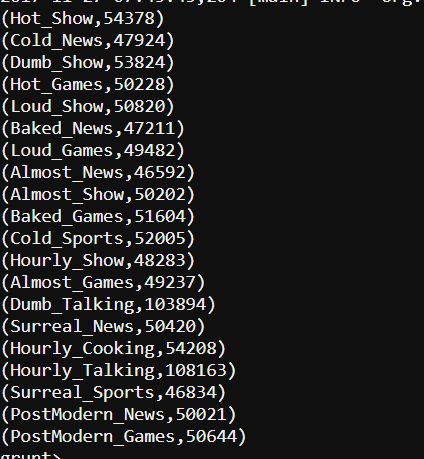 (Hot_Show,54378)
(Cold_News,47924)
(Dumb_Show,53824)
(Hot_Games,50228)
(Loud_Show,50820)
(Baked_News,47211)
(Loud_Games,49482)
(Almost_News,46592)
(Almost_Show,50202)
(Baked_Games,51604)
(Cold_Sports,52005)
(Hourly_Show,48283)
(Almost_Games,49237)
(Dumb_Talking,103894)
(Surreal_News,50420)
(Hourly_Cooking,54208)
(Hourly_Talking,108163)
(Surreal_Sports,46834)
(PostModern_News,50021)
(PostModern_Games,50644)
grunt>